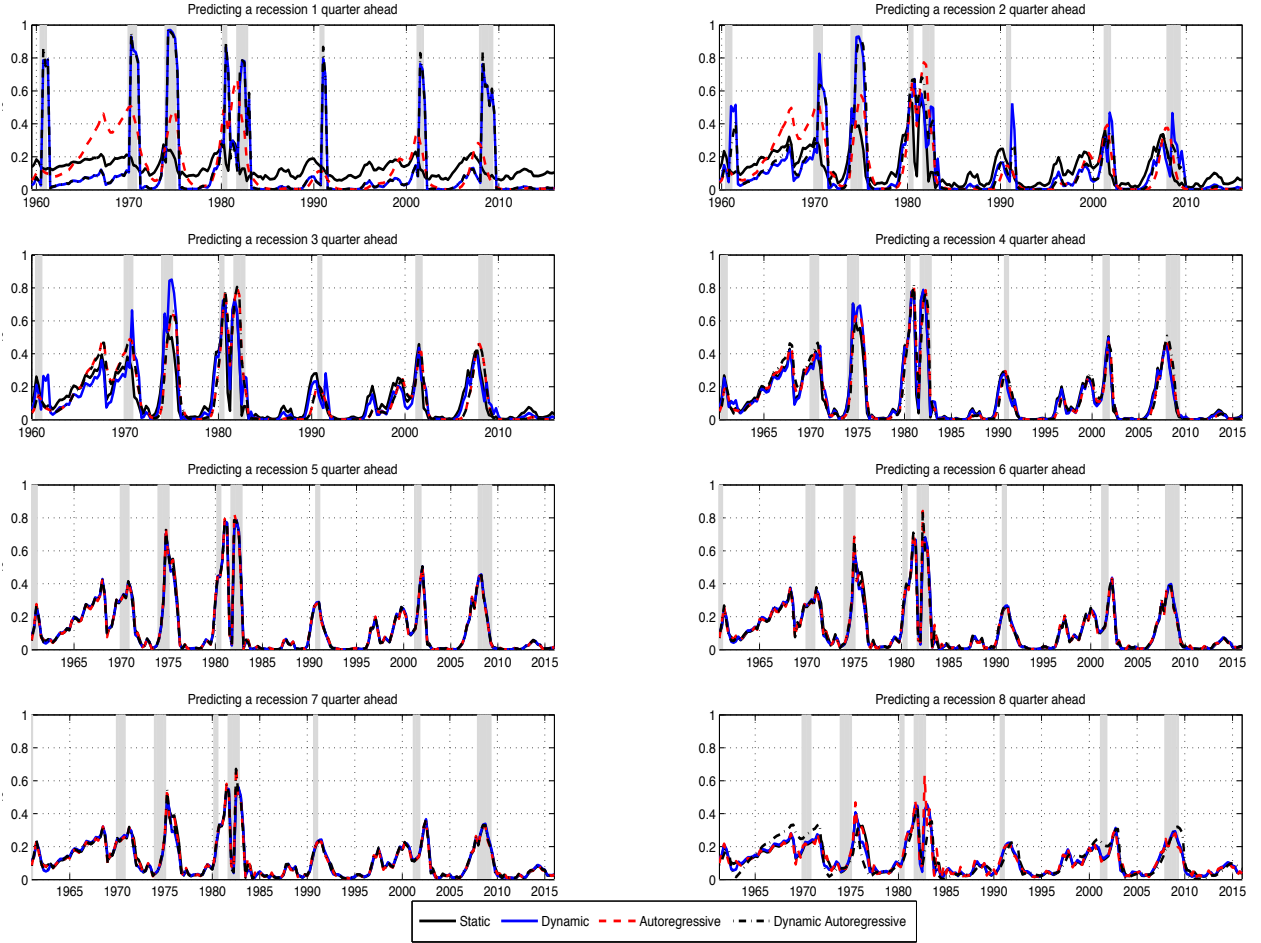 Predicting a recession 1 quarter ahead
1
0.8
0.6
0.4
0.2
0
1960 1970 1980 1990 2000 2010
Predicting a recession 2 quarter ahead
1
0.8
0.6
0.4
0.2
0
1960 1970 1980 1990 2000 2010
Predicting a recession 3 quarter ahead
1
0.8
0.6
0.4
0.2
0
1960 1970 1980 1990 2000 2010
Predicting a recession 4 quarter ahead
1
0.8
0.6
0.4
0.2
0
1965 1970 1975 1980 1985 1990 1995 2000 2005 2010 2015
Predicting a recession 5 quarter ahead
1
0.8
0.6
0.4
0.2
0
1965 1970 1975 1980 1985 1990 1995 2000 2005 2010 2015
Predicting a recession 6 quarter ahead
1
0.8
0.6
0.4
0.2
0
1965 1970 1975 1980 1985 1990 1995 2000 2005 2010 2015
Predicting a recession 7 quarter ahead
1
0.8
0.6
0.4
0.2
0
1965 1970 1975 1980 1985 1990 1995 2000 2005 2010 2015
Predicting a recession 8 quarter ahead
1
0.8
0.6
0.4
0.2
0
1965 1970 1975 1980 1985 1990 1995 2000 2005 2010 2015
Static Dynamic Autoregressive Dynamic Autoregressive